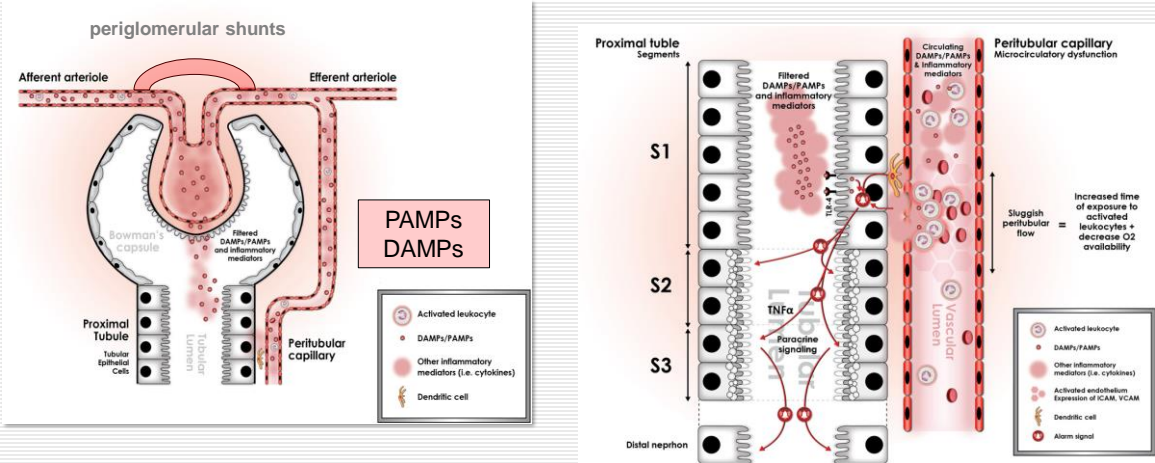 periglomerular shunts
Afferent arteriole
Efferent arteriole
Bowman's
capsule
Filtered
DAMPs/PAMPs
and inflammatory
mediators
PAMPs
DAMPs
Proximal
Tubule
Tubular
Epithelial
Cells
Tubular
Lumen
Peritubular
capillary
Activated leukocyte
DAMPs/PAMPs
Other inflammatory
mediators (i.e. cytokines)
Dendritic cell
Proximal tuble
Segments
Filtered
DAMPs/PAMPs
and inflammatory
mediators
Circulating
DAMPs/PAMPs
& Inflammatory
mediators
Peritubular capillary
Microcirculatory dysfunction
S1
TLR-4
Sluggish
peritubular
flow
=
Increased time
of exposure to
activated
leukocytes +
decrease O2
availability
S2
TNFα
Tubular
Lumen
Paracrine
signaling
S3
Vascular
Lumen
Distal neprhon
Activated leukocyte
DAMPs/PAMPs
Other inflammatory
mediators (i.e. cytokines)
Activated endothelium
Expression of ICAM, VCAM
Dendritic cell
Alarm signal